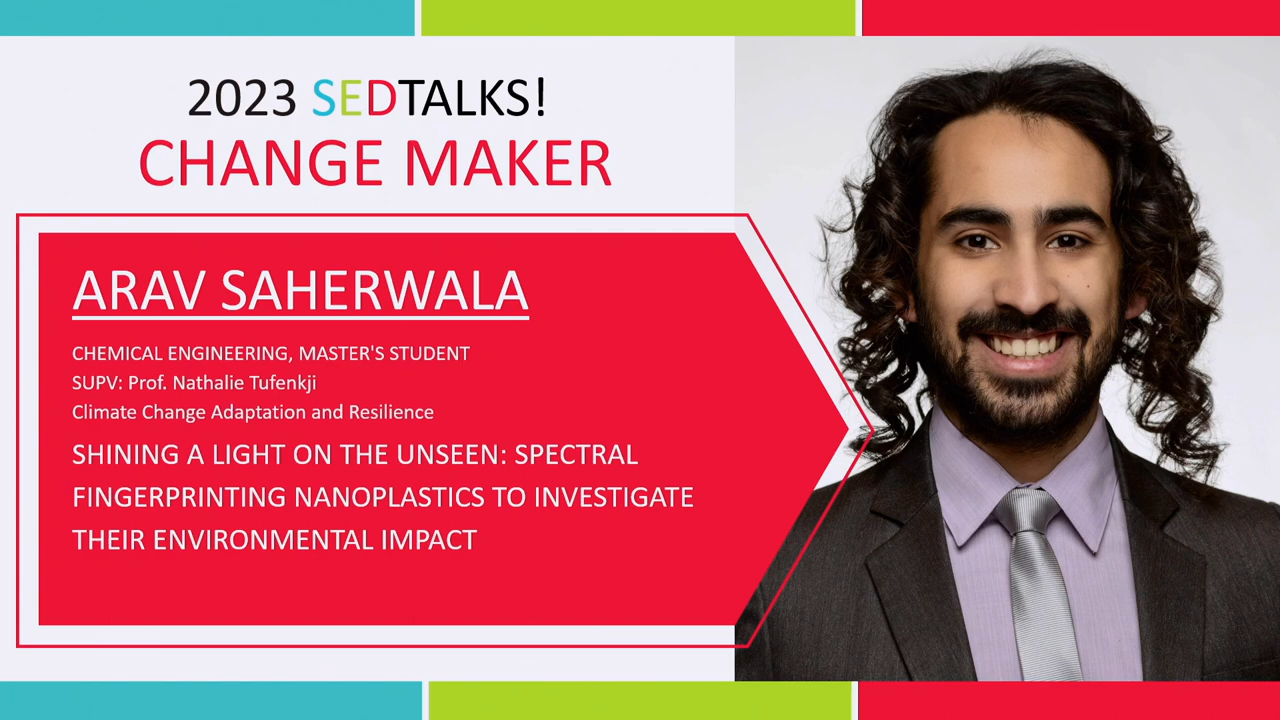 2023 SEDTALKS!
CHANGE MAKER
ARAV SAHERWALA
CHEMICAL ENGINEERING, MASTER'S STUDENT
SUPV: Prof. Nathalie Tufenkji
Climate Change Adaptation and Resilience
SHINING A LIGHT ON THE UNSEEN: SPECTRAL
FINGERPRINTING NANOPLASTICS TO INVESTIGATE
THEIR ENVIRONMENTAL IMPACT